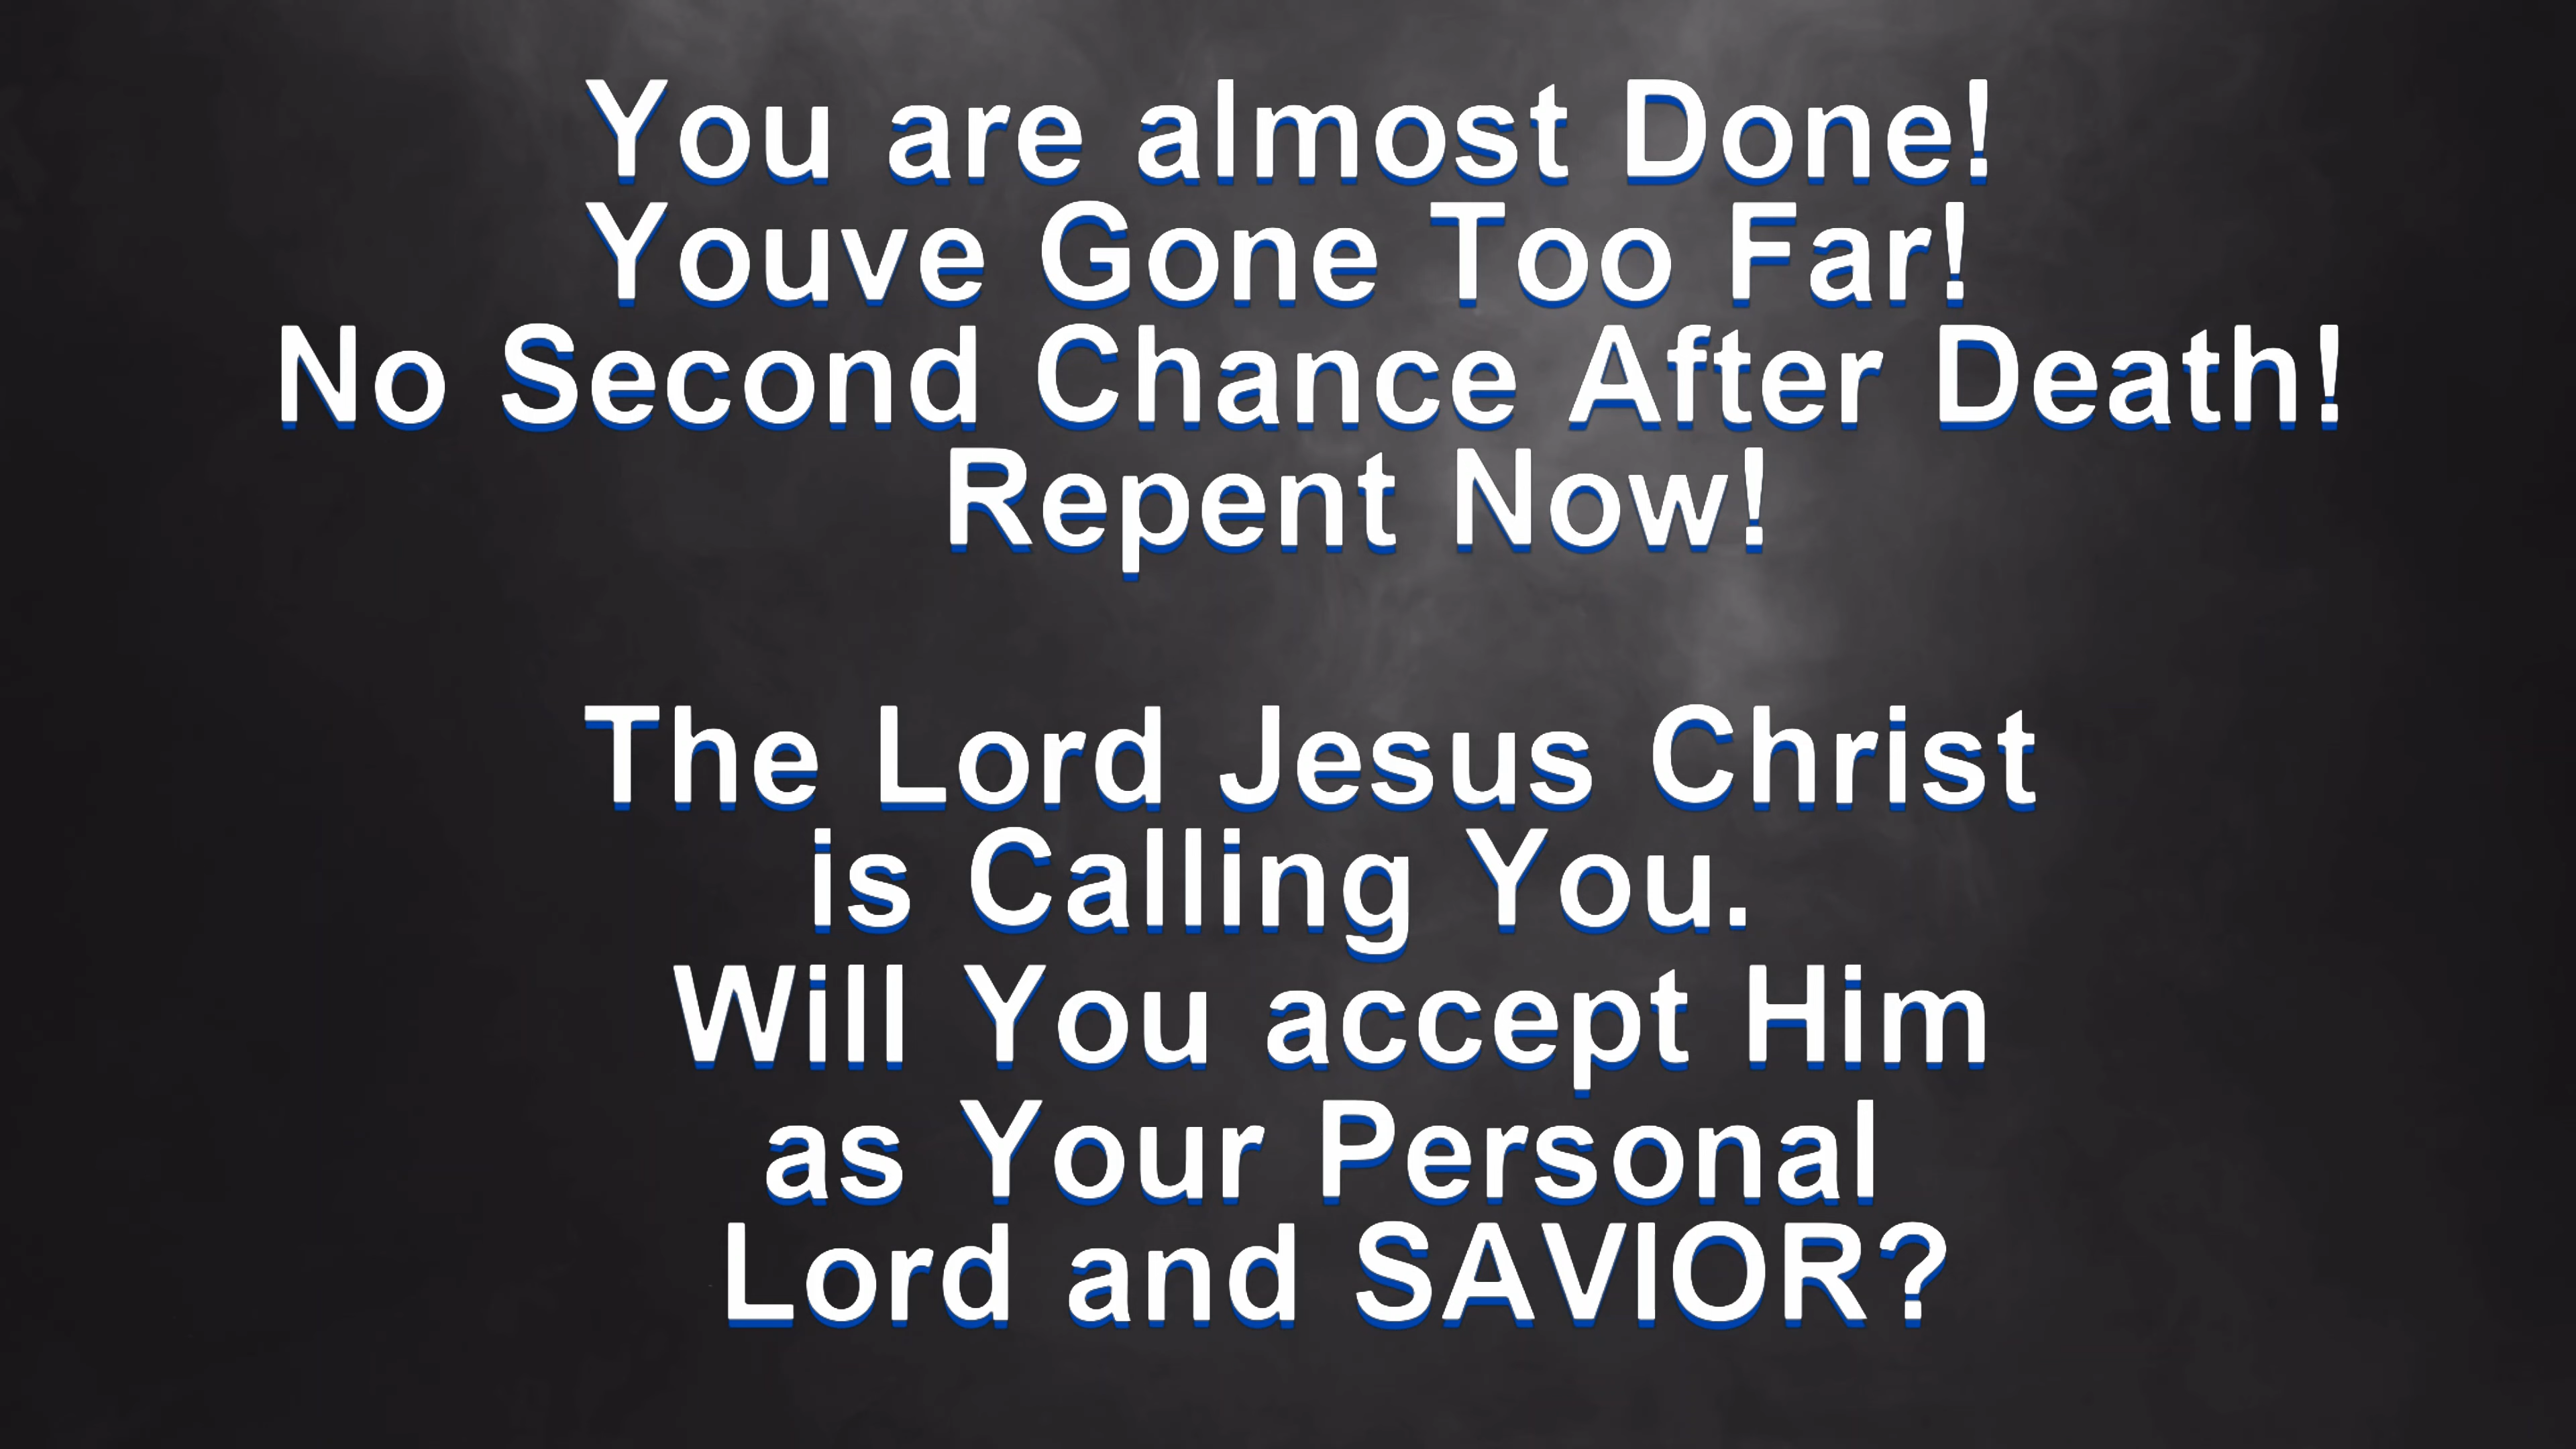 You are almost Done!
Youve Gone Too Far!
No Second Chance After Death!
Repent Now!
The Lord Jesus Christ
is Calling You.
Will You accept Him
as Your Personal
Lord and SAVIOR?